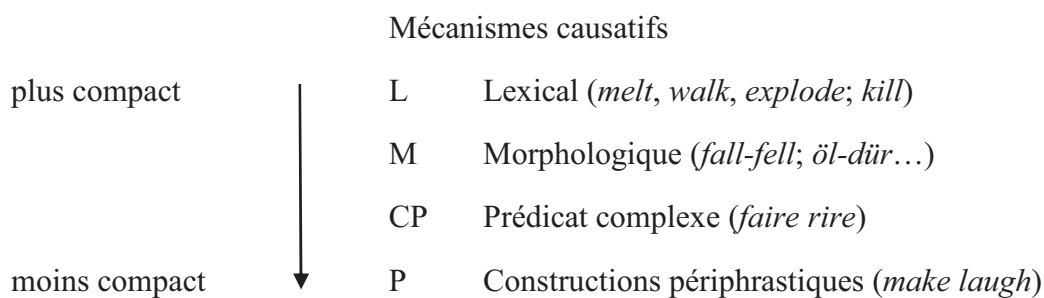 Mécanismes causatifs
plus compact L Lexical (melt, walk, explode; kill)
M Morphologique (fall-fell; öl-dür…)
CP Prédicat complexe (faire rire)
moins compact P Constructions périphrastiques (make laugh)